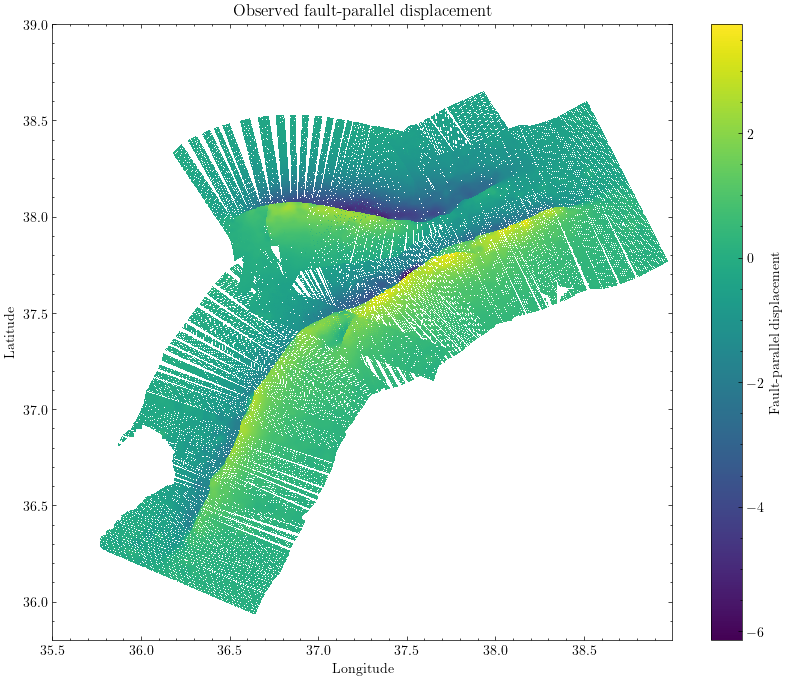 Observed fault-parallel displacement
39.0
38.5
38.0
37.5
37.0
36.5
36.0
35.5 36.0 36.5 37.0 37.5 38.0 38.5
Latitude
Longitude
2
0
−2
−4
−6
Fault-parallel displacement